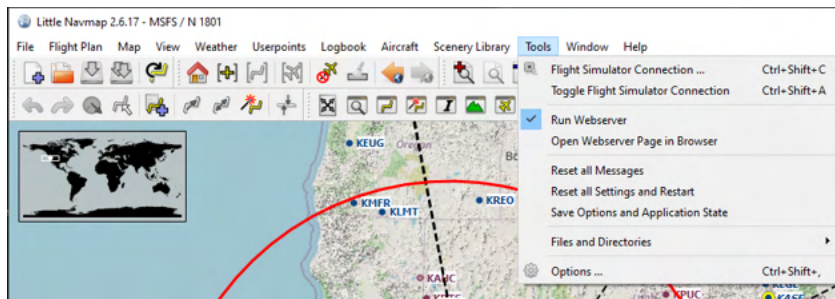 Little Navmap 2.6.17 - MSFS / N 1801
File Flight Plan Map View Weather Userpoints Logbook Aircraft Scenery Library Tools Window Help
Flight Simulator Connection ... Ctrl+Shift+C
Toggle Flight Simulator Connection Ctrl+Shift+A
Run Webserver
Open Webserver Page in Browser
Reset all Messages
Reset all Settings and Restart
Save Options and Application State
Files and Directories
Options ... Ctrl+Shift+,
KEUG
Oregon
KMFR
KLMT
KREO
KPUC
KASE